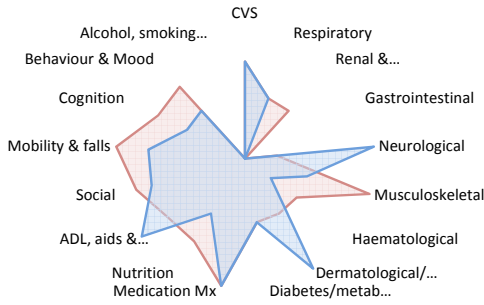 CVS
Alcohol, smoking…
Respiratory
Behaviour & Mood
Renal &…
Cognition
Gastrointestinal
Mobility & falls
Neurological
Social
Musculoskeletal
ADL, aids &…
Haematological
Nutrition
Dermatological/…
Medication Mx
Diabetes/metab…